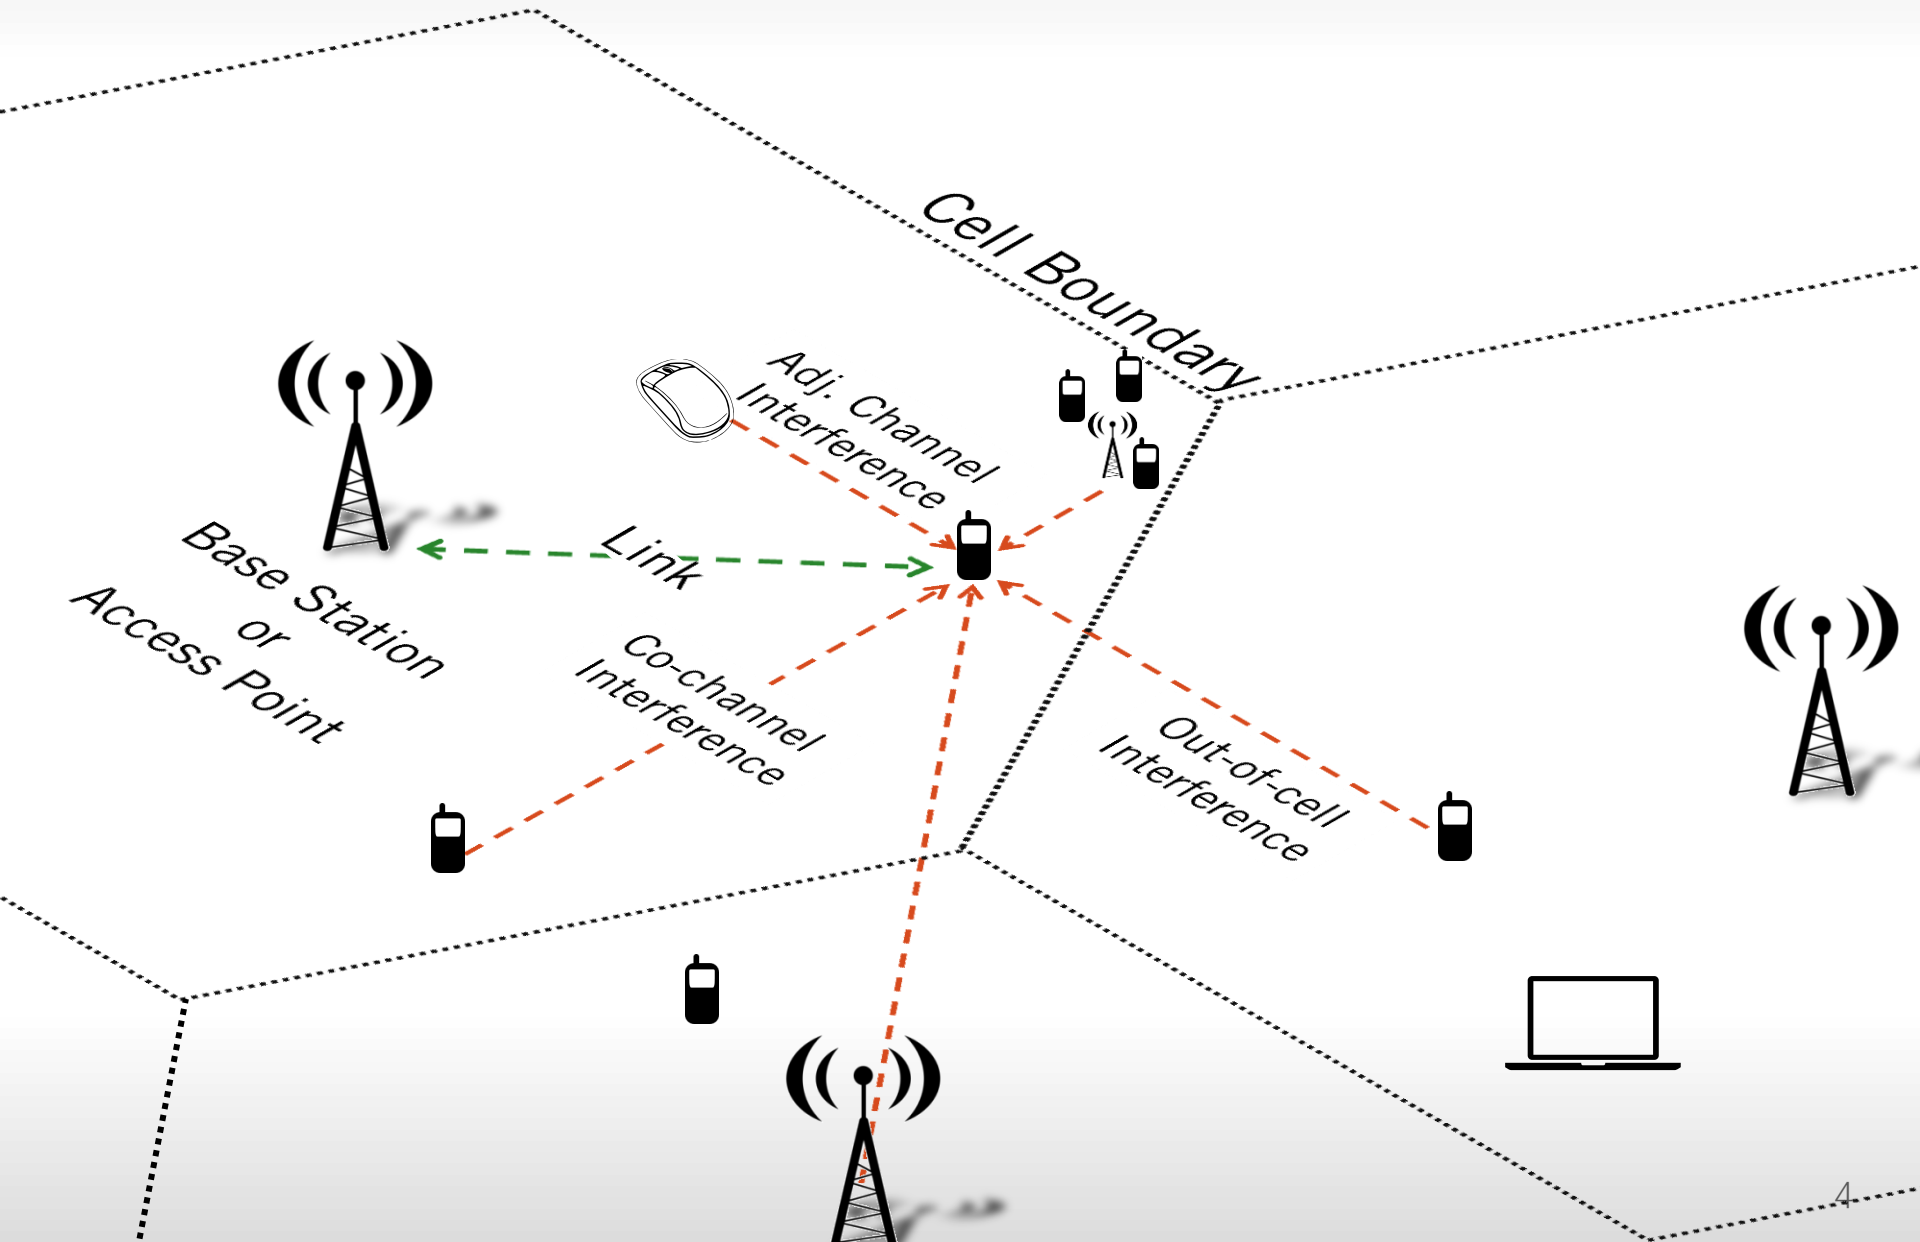 Cell Boundary
Adj. Channel
Interference
Link
Base Station
or
Access Point
Co-channel
Interference
Out-of-cell
Interference
4